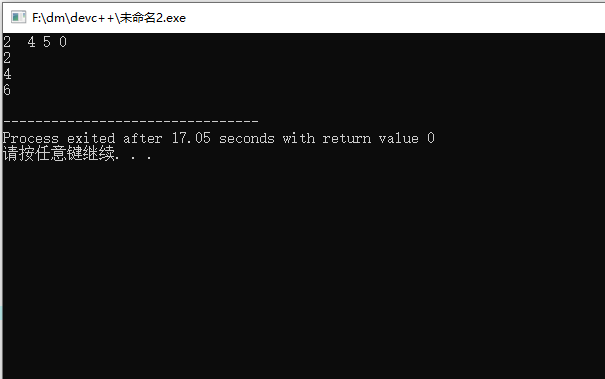 F:\dm\devc++\未命名2.exe
2  4 5 0
2
4
6
--------------------------------
Process exited after 17.05 seconds with return value 0
请按任意键继续. . .